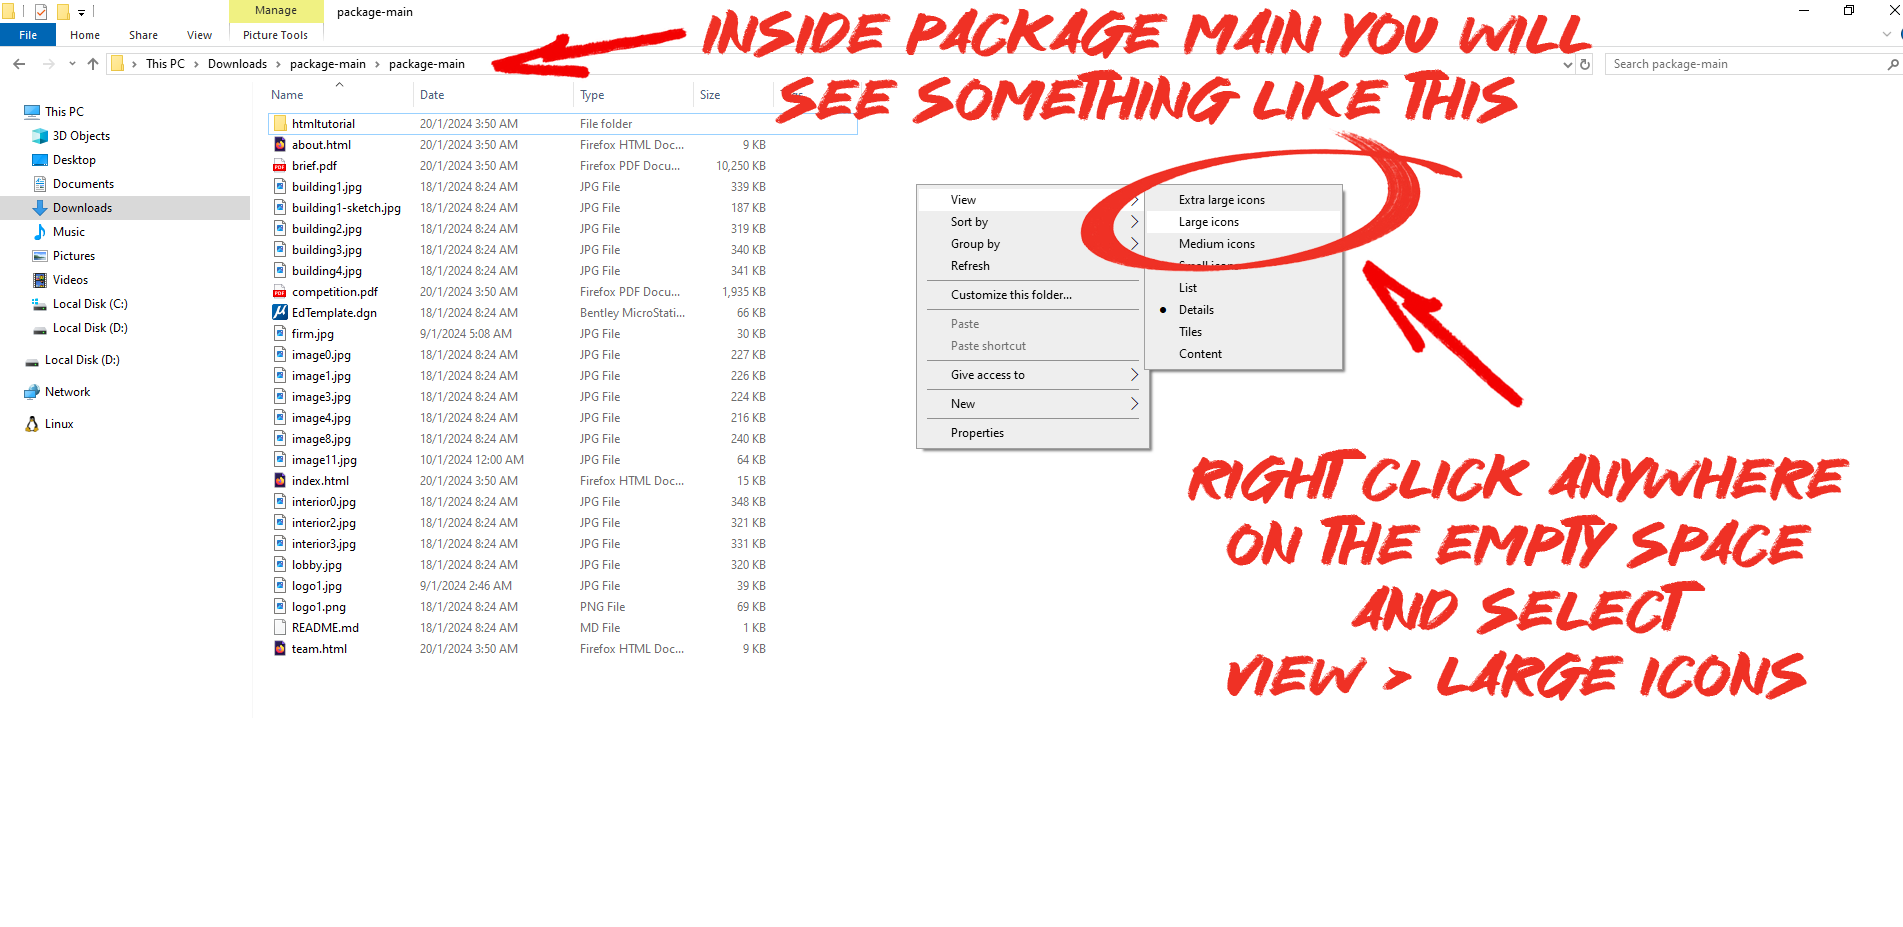 Manage
package-main
File
Home
Share
View
Picture Tools
This PC > Downloads > package-main > package-main
Search package-main
INSIDE PACKAGE MAIN YOU WILL
SEE SOMETHING LIKE THIS
This PC
3D Objects
Desktop
Documents
Downloads
Music
Pictures
Videos
Local Disk (C:)
Local Disk (D:)
Local Disk (D:)
Network
Linux
Name Date Type Size
htmltutorial 20/1/2024 3:50 AM File folder
about.html 20/1/2024 3:50 AM Firefox HTML Doc... 9 KB
brief.pdf 20/1/2024 3:50 AM Firefox PDF Docu... 10,250 KB
building1.jpg 18/1/2024 8:24 AM JPG File 339 KB
building1-sketch.jpg 18/1/2024 8:24 AM JPG File 187 KB
building2.jpg 18/1/2024 8:24 AM JPG File 319 KB
building3.jpg 18/1/2024 8:24 AM JPG File 340 KB
building4.jpg 18/1/2024 8:24 AM JPG File 341 KB
competition.pdf 20/1/2024 3:50 AM Firefox PDF Docu... 1,935 KB
EdTemplate.dgn 18/1/2024 8:24 AM Bentley MicroStati... 66 KB
firm.jpg 9/1/2024 5:08 AM JPG File 30 KB
image0.jpg 18/1/2024 8:24 AM JPG File 227 KB
image1.jpg 18/1/2024 8:24 AM JPG File 226 KB
image3.jpg 18/1/2024 8:24 AM JPG File 224 KB
image4.jpg 18/1/2024 8:24 AM JPG File 216 KB
image8.jpg 18/1/2024 8:24 AM JPG File 240 KB
image11.jpg 10/1/2024 12:00 AM JPG File 64 KB
index.html 20/1/2024 3:50 AM Firefox HTML Doc... 15 KB
interior0.jpg 18/1/2024 8:24 AM JPG File 348 KB
interior2.jpg 18/1/2024 8:24 AM JPG File 321 KB
interior3.jpg 18/1/2024 8:24 AM JPG File 331 KB
lobby.jpg 18/1/2024 8:24 AM JPG File 320 KB
logo1.jpg 9/1/2024 2:46 AM JPG File 39 KB
logo1.png 18/1/2024 8:24 AM PNG File 69 KB
README.md 18/1/2024 8:24 AM MD File 1 KB
team.html 20/1/2024 3:50 AM Firefox HTML Doc... 9 KB
View
Sort by
Group by
Refresh
Customize this folder...
Paste
Paste shortcut
Give access to
New
Properties
Extra large icons
Large icons
Medium icons
Small icons
List
Details
Tiles
Content
RIGHT CLICK ANYWHERE
ON THE EMPTY SPACE
AND SELECT
VIEW > LARGE ICONS